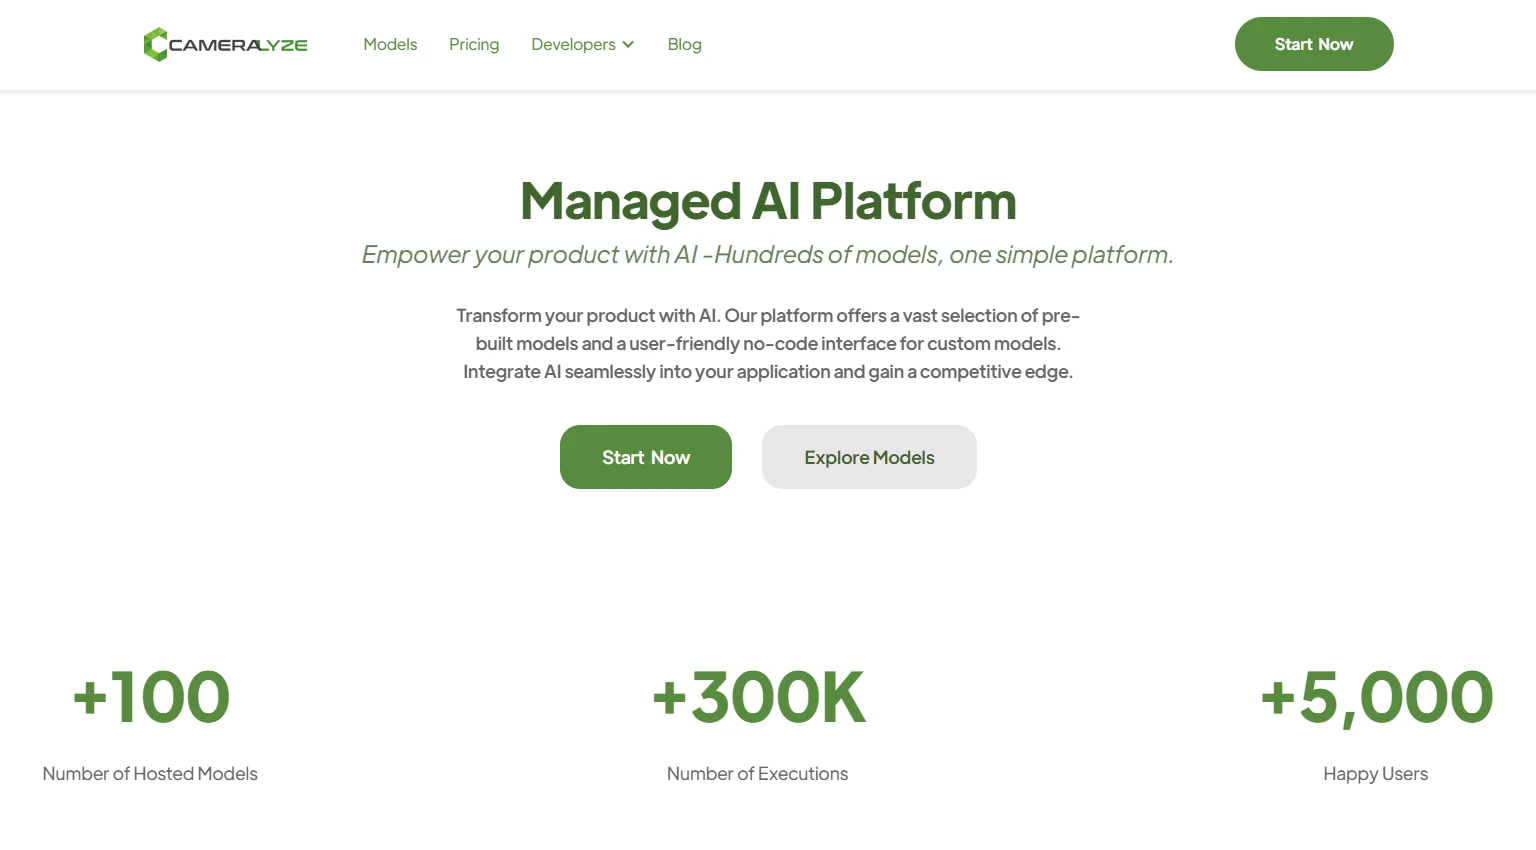 CAMERALYZE
Models
Pricing
Developers
Blog
Start Now
Managed AI Platform
Empower your product with AI -Hundreds of models, one simple platform.
Transform your product with AI. Our platform offers a vast selection of pre-
built models and a user-friendly no-code interface for custom models.
Integrate AI seamlessly into your application and gain a competitive edge.
Start Now
Explore Models
+100
Number of Hosted Models
+300K
Number of Executions
+5,000
Happy Users